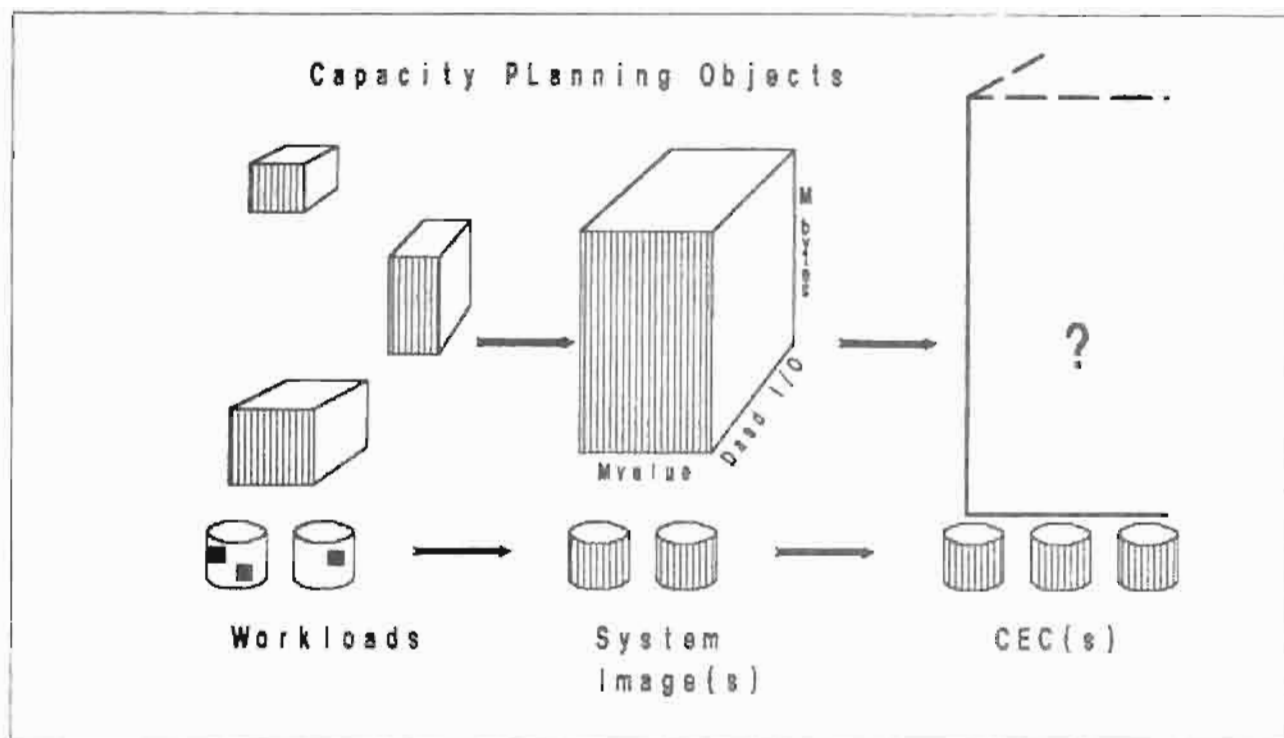 Capacity PLanning Objects
M bytes
?
Dasd I/O
Mvalue
Workloads
System
Image(s)
CEC(s)